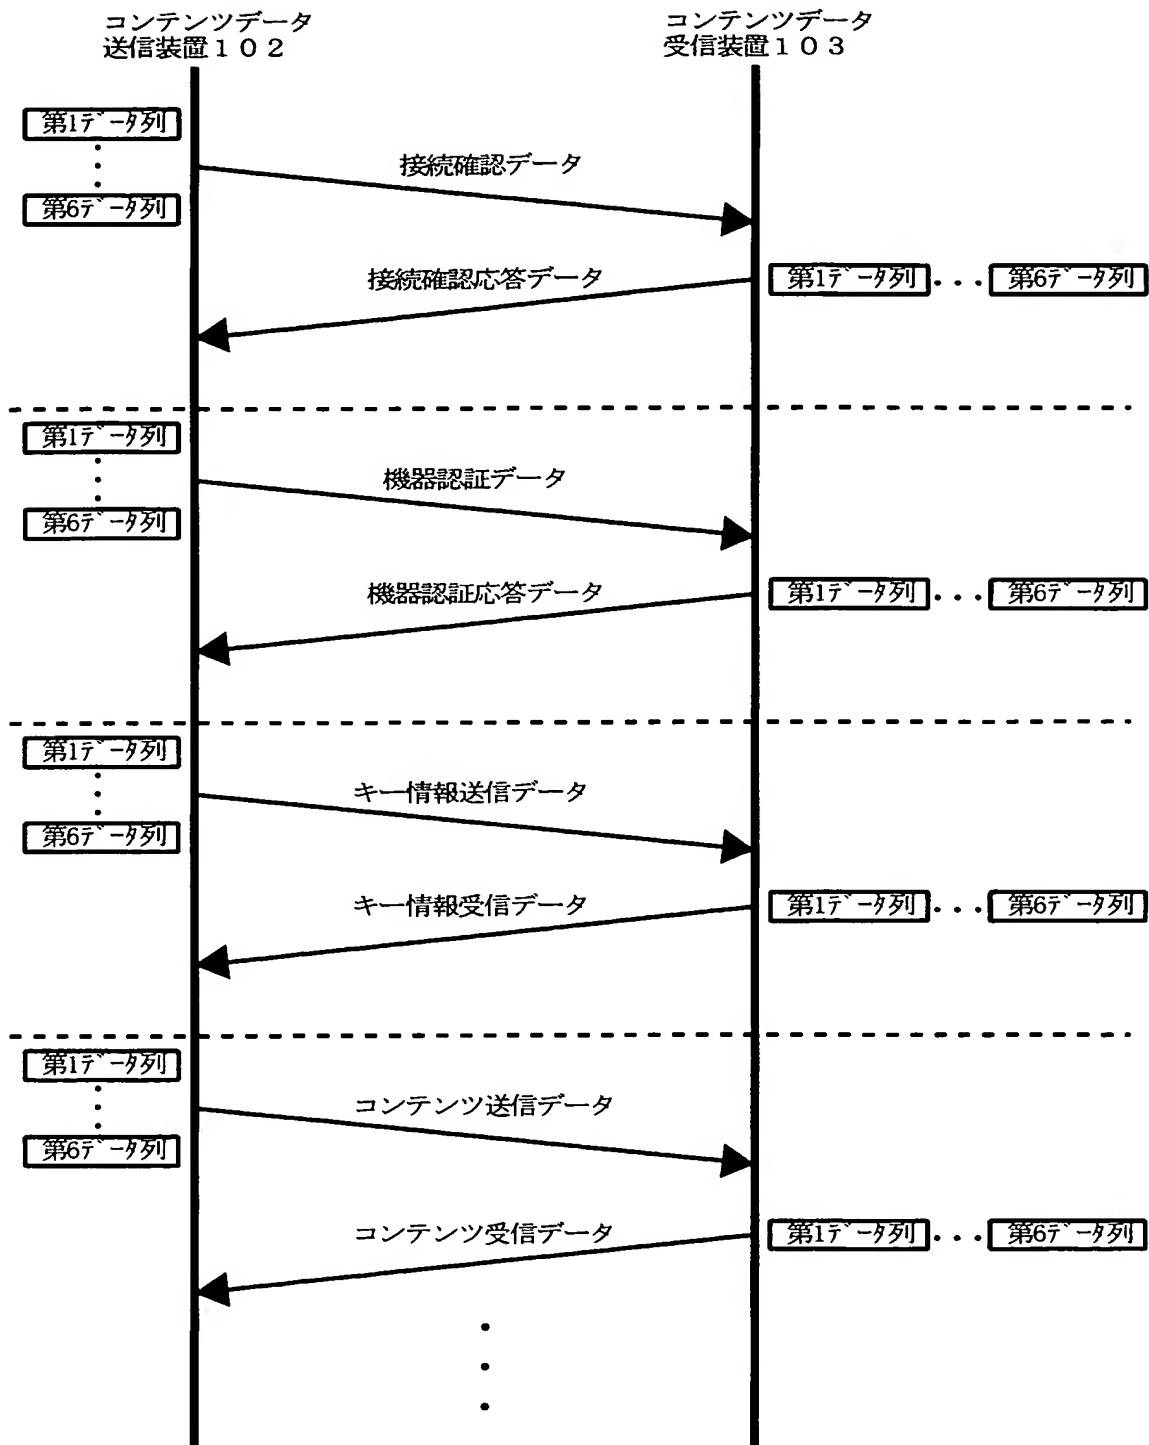 コンテンツデータ
送信装置１０２
コンテンツデータ
受信装置１０３
第1ﾃﾞｰﾀ列
第6ﾃﾞｰﾀ列
接続確認データ
接続確認応答データ
第1ﾃﾞｰﾀ列
第6ﾃﾞｰﾀ列
第1ﾃﾞｰﾀ列
第6ﾃﾞｰﾀ列
機器認証データ
機器認証応答データ
第1ﾃﾞｰﾀ列
第6ﾃﾞｰﾀ列
第1ﾃﾞｰﾀ列
第6ﾃﾞｰﾀ列
キー情報送信データ
キー情報受信データ
第1ﾃﾞｰﾀ列
第6ﾃﾞｰﾀ列
第1ﾃﾞｰﾀ列
第6ﾃﾞｰﾀ列
コンテンツ送信データ
コンテンツ受信データ
第1ﾃﾞｰﾀ列
第6ﾃﾞｰﾀ列